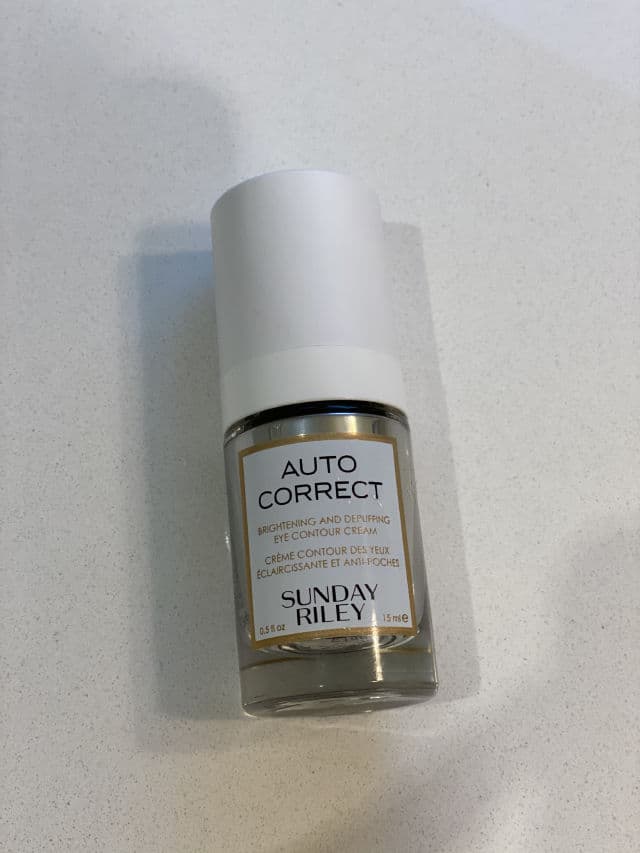 AUTO
CORRECT
BRIGHTENING AND DEPUFFING
EYE CONTOUR CREAM
CRÈME CONTOUR DES YEUX
ÉCLAIRCISSANTE ET ANTI-POCHES
SUNDAY
RILEY
0.5 fl oz 15 ml e